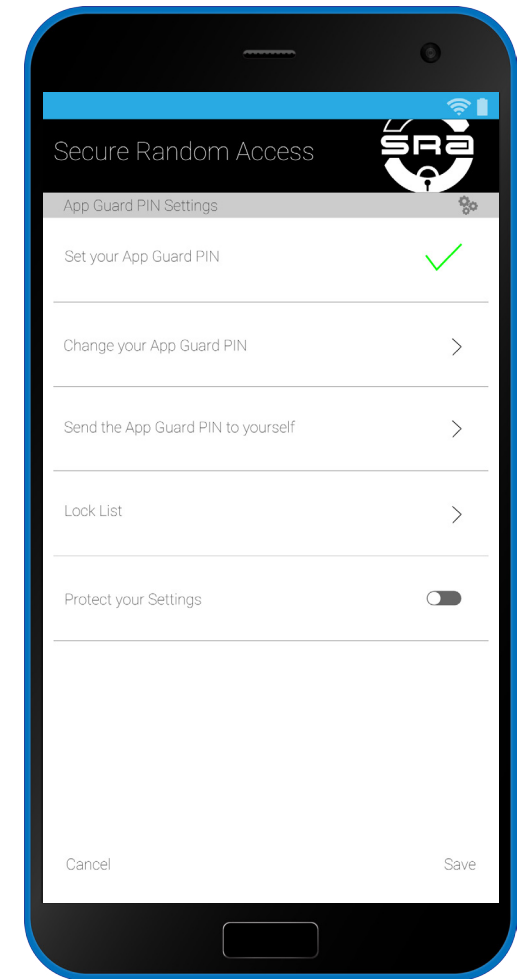 Secure Random Access
SRa
App Guard PIN Settings
Set your App Guard PIN
Change your App Guard PIN
Send the App Guard PIN to yourself
Lock List
Protect your Settings
Cancel
Save